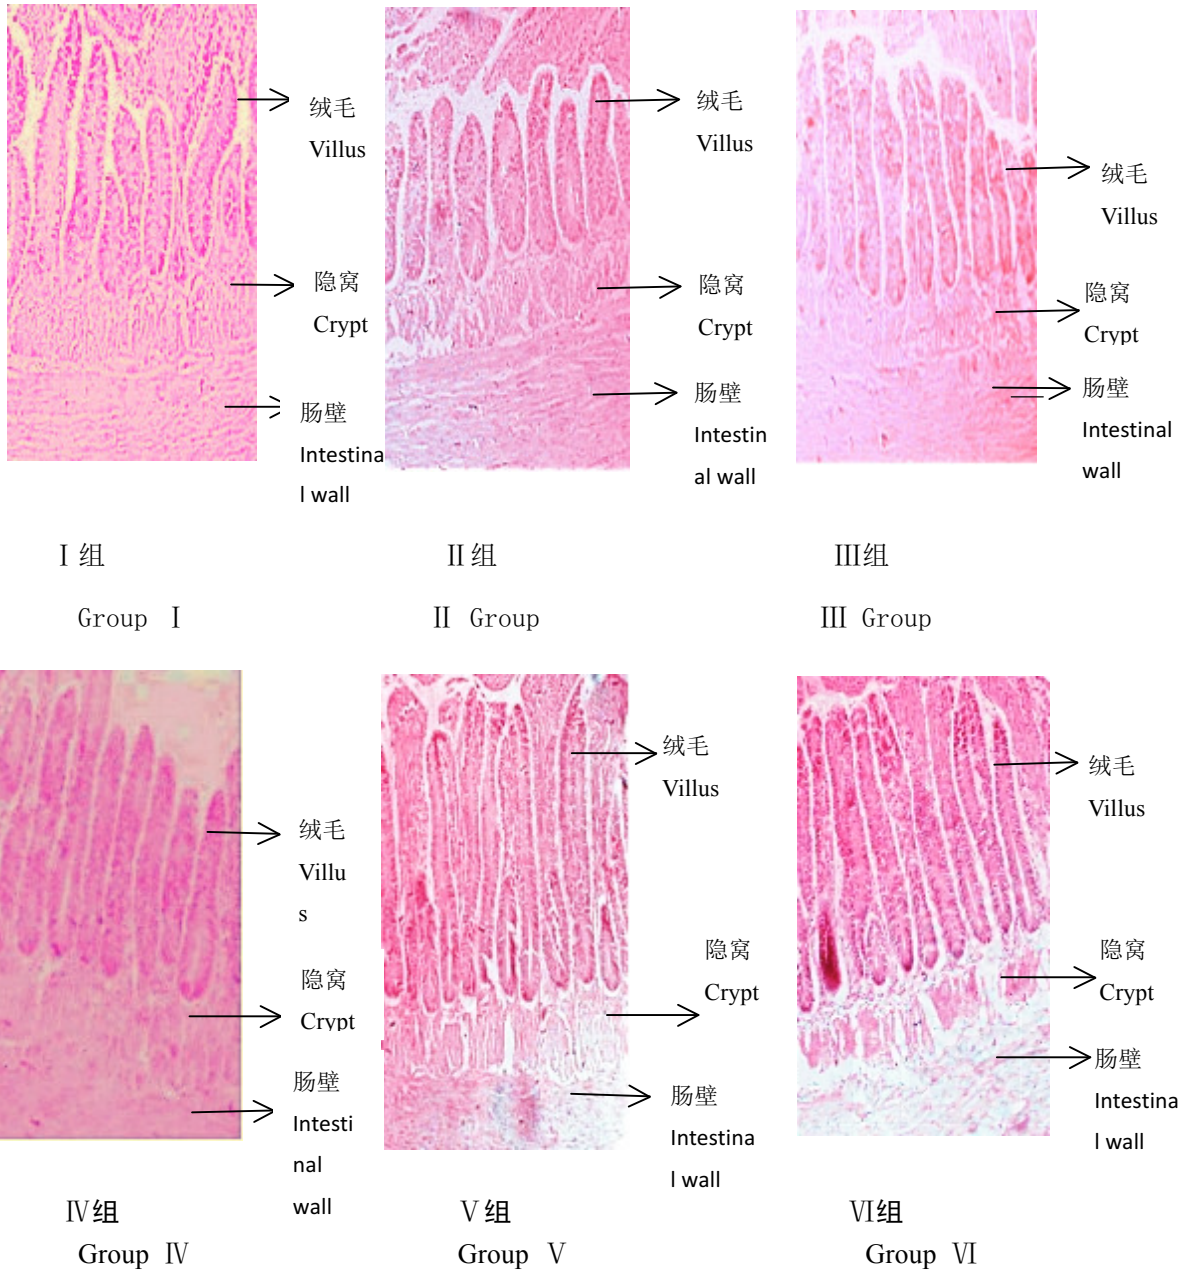 绒毛
Villus
隐窝
Crypt
肠壁
Intestina
l wall
绒毛
Villus
隐窝
Crypt
肠壁
Intestin
al wall
绒毛
Villus
隐窝
Crypt
肠壁
Intestinal
wall
Ⅰ 组
Group Ⅰ
Ⅱ 组
Ⅱ Group
Ⅲ组
Ⅲ Group
绒毛
Villu
s
隐窝
Crypt
肠壁
Intesti
nal
wall
绒毛
Villus
隐窝
Crypt
肠壁
Intestina
l wall
绒毛
Villus
隐窝
Crypt
肠壁
Intestina
l wall
Ⅳ组
Group Ⅳ
Ⅴ 组
Group Ⅴ
Ⅵ组
Group Ⅵ